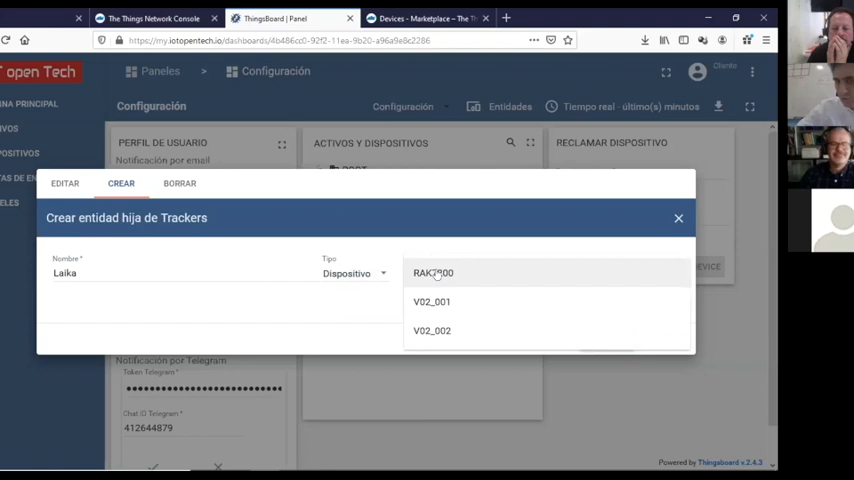 The Things Network Console
ThingsBoard | Panel
Devices - Marketplace – The Th
https://my.iotopentech.io/dashboards/4b486cc0-92f2-11ea-9b20-a96a9e8c2286
T open Tech
Paneles > Configuración
Cliente
NA PRINCIPAL
Configuración
Configuración
Entidades
Tiempo real - último(s) minutos
VOS
POSITIVOS
TAS DE EN
ELES
PERFIL DE USUARIO
Notificación por email
ACTIVOS Y DISPOSITIVOS
RECLAMAR DISPOSITIVO
EDITAR
CREAR
BORRAR
Crear entidad hija de Trackers
Nombre *
Laika
Tipo
Dispositivo
V02_001
V02_002
DEVICE
Notificación por Telegram
Token Telegram *
Chat ID Telegram *
412644879
Powered by Thingsboard v.2.4.3